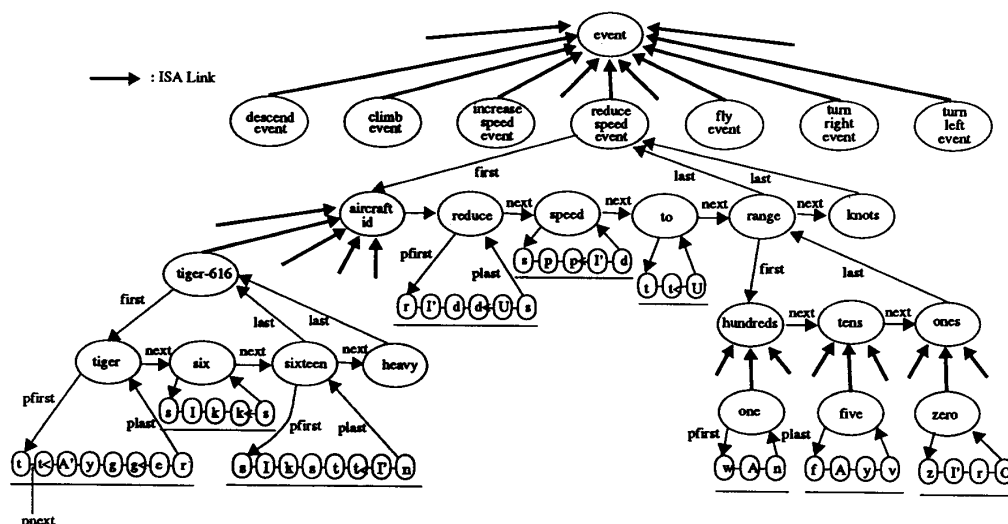 event
: ISA Link
descend event
climb event
increase speed event
reduce speed event
fly event
turn right event
turn left event
first
last
last
aircraft id
reduce
next
speed
next
to
next
range
next
knots
pfirst
plast
s p p< I' d
t t< U
r I' d d< U s
tiger-616
first
last
last
first
last
hundreds
next
tens
next
ones
tiger
next
six
next
sixteen
next
heavy
s I k k< s
pfirst
plast
pfirst
plast
t t< A' y g g< e r
s I k s t t< I' n
pnext
one
five
zero
pfirst
plast
w A n
f A y v
z I' r O